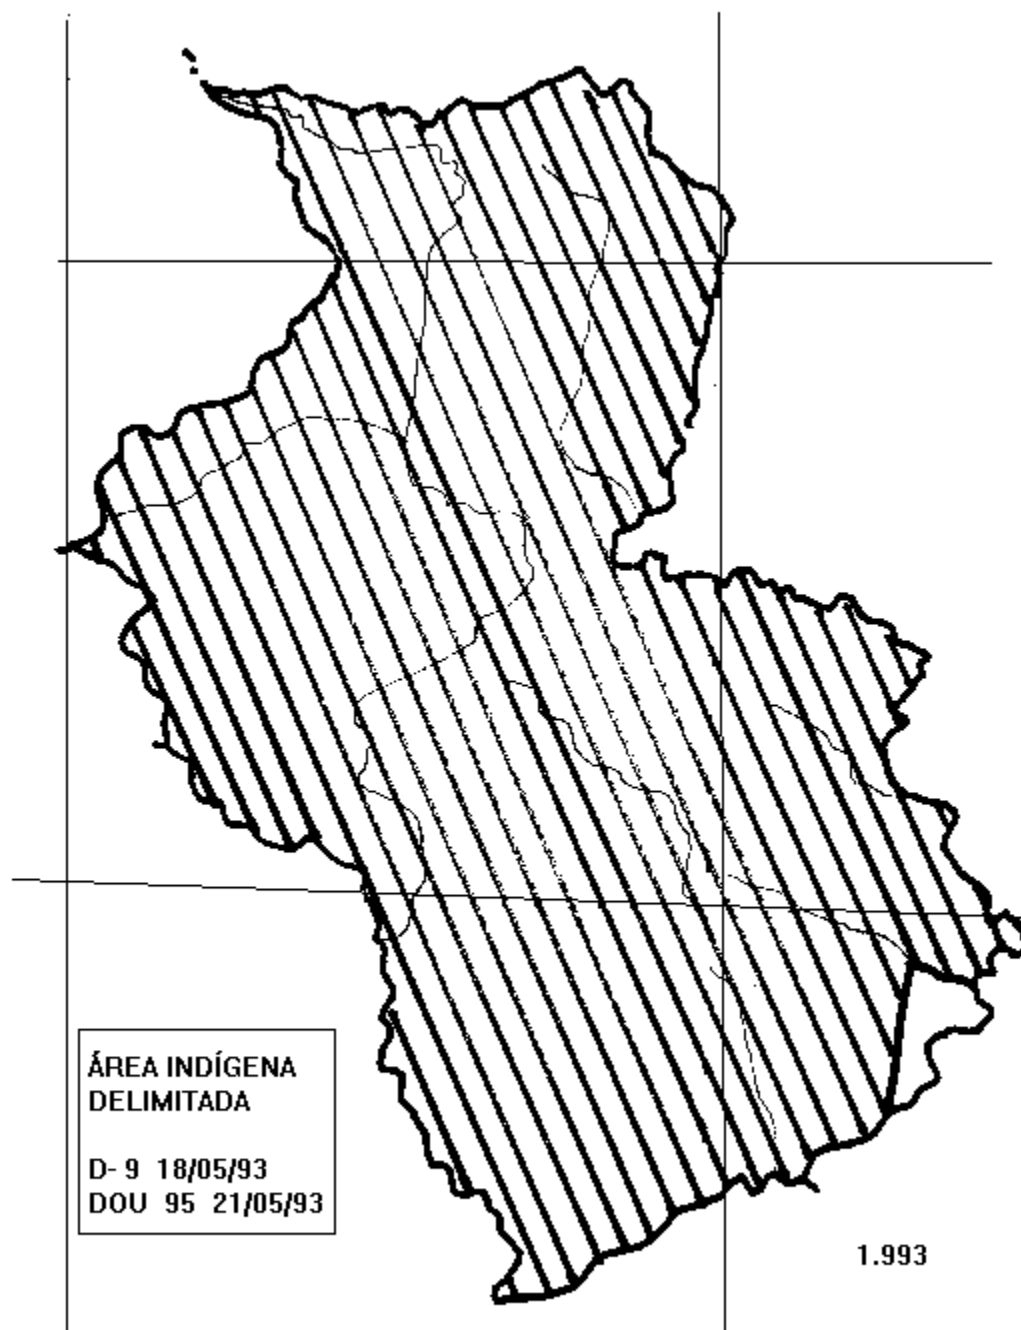 ÁREA INDÍGENA
DELIMITADA
D- 9 18/05/93
DOU 95 21/05/93
1.993